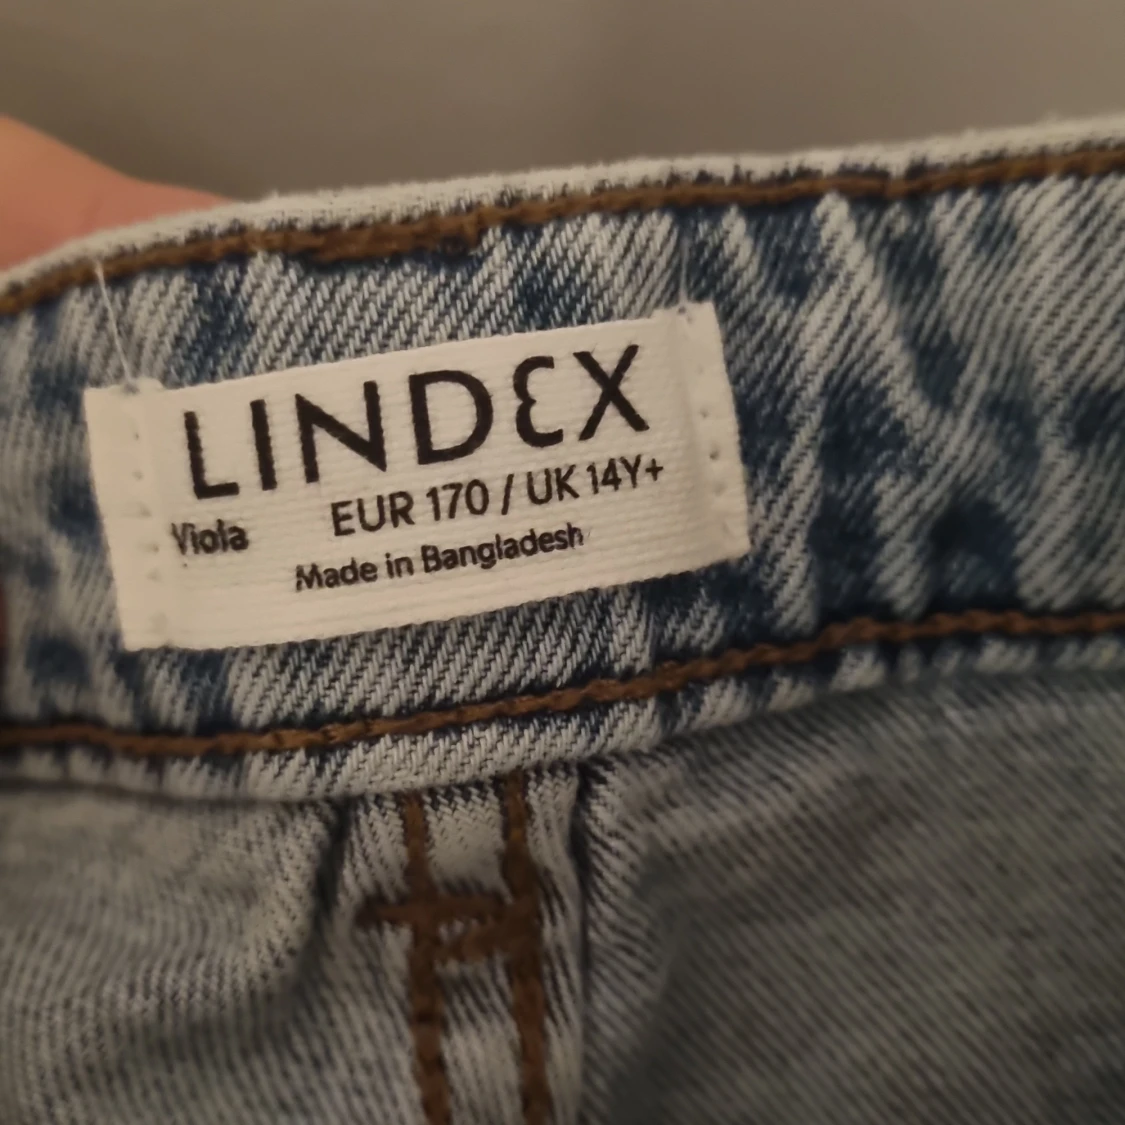 LINDEX
EUR 170 / UK 14Y+
Viola
Made in Bangladesh